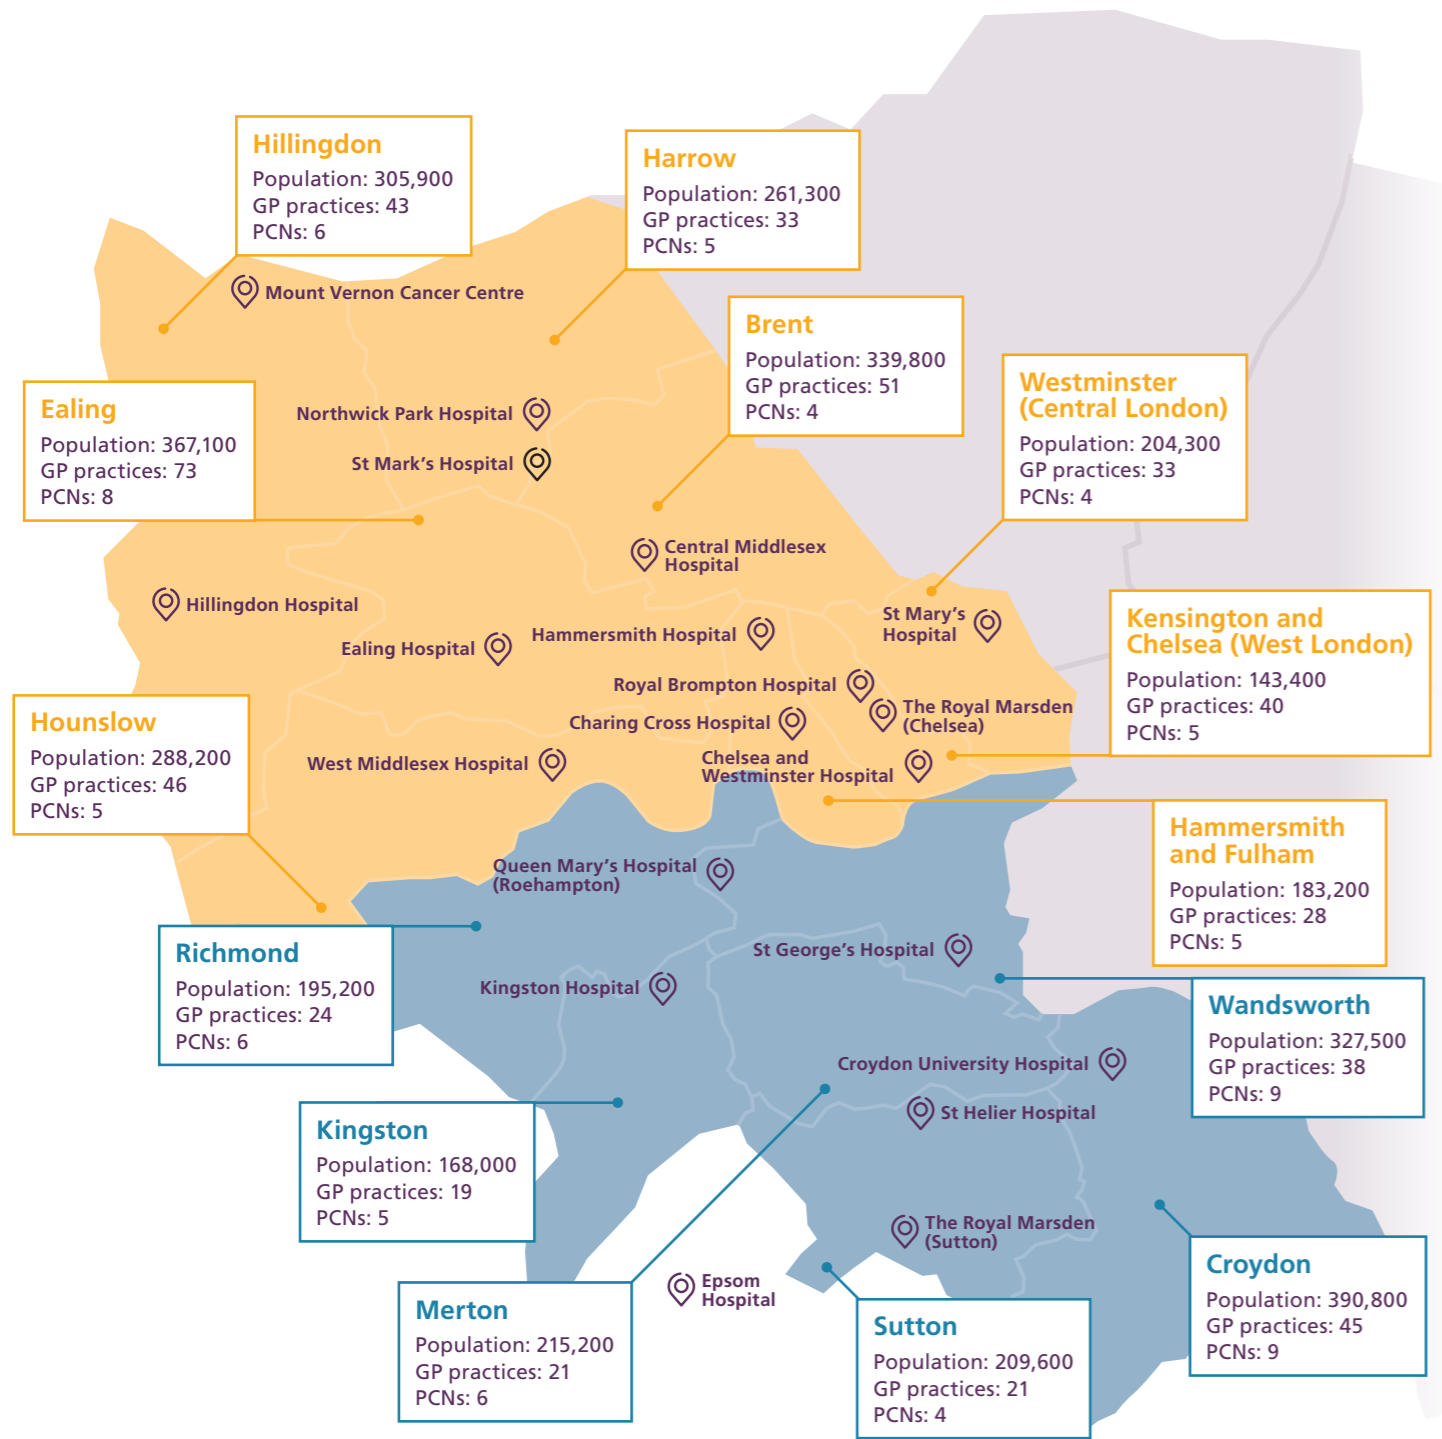 Hillingdon
Population: 305,900
GP practices: 43
PCNs: 6
Harrow
Population: 261,300
GP practices: 33
PCNs: 5
Mount Vernon Cancer Centre
Brent
Population: 339,800
GP practices: 51
PCNs: 4
Westminster
(Central London)
Population: 204,300
GP practices: 33
PCNs: 4
Ealing
Population: 367,100
GP practices: 73
PCNs: 8
Northwick Park Hospital
St Mark's Hospital
Central Middlesex
Hospital
Hillingdon Hospital
Ealing Hospital
Hammersmith Hospital
St Mary's
Hospital
Kensington and
Chelsea (West London)
Population: 143,400
GP practices: 40
PCNs: 5
Royal Brompton Hospital
The Royal Marsden
(Chelsea)
Charing Cross Hospital
Hounslow
Population: 288,200
GP practices: 46
PCNs: 5
West Middlesex Hospital
Chelsea and
Westminster Hospital
Hammersmith
and Fulham
Population: 183,200
GP practices: 28
PCNs: 5
Queen Mary's Hospital
(Roehampton)
Richmond
Population: 195,200
GP practices: 24
PCNs: 6
St George's Hospital
Kingston Hospital
Wandsworth
Population: 327,500
GP practices: 38
PCNs: 9
Croydon University Hospital
St Helier Hospital
Kingston
Population: 168,000
GP practices: 19
PCNs: 5
The Royal Marsden
(Sutton)
Epsom
Hospital
Croydon
Population: 390,800
GP practices: 45
PCNs: 9
Merton
Population: 215,200
GP practices: 21
PCNs: 6
Sutton
Population: 209,600
GP practices: 21
PCNs: 4